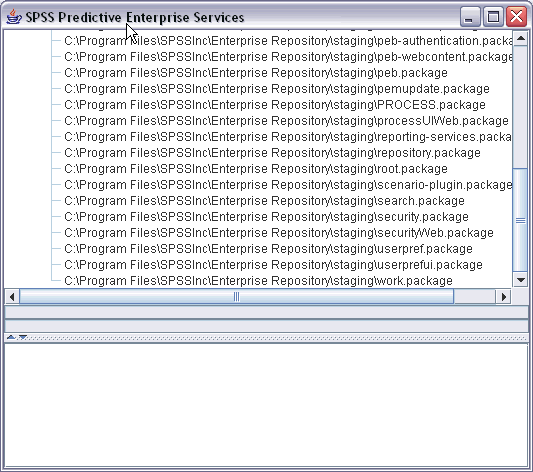 SPSS Predictive Enterprise Services
C:\Program Files\SPSSInc\Enterprise Repository\staging\peb-authentication.packa
C:\Program Files\SPSSInc\Enterprise Repository\staging\peb-webcontent.package
C:\Program Files\SPSSInc\Enterprise Repository\staging\peb.package
C:\Program Files\SPSSInc\Enterprise Repository\staging\pemupdate.package
C:\Program Files\SPSSInc\Enterprise Repository\staging\PROCESS.package
C:\Program Files\SPSSInc\Enterprise Repository\staging\processUIWeb.package
C:\Program Files\SPSSInc\Enterprise Repository\staging\reporting-services.packa
C:\Program Files\SPSSInc\Enterprise Repository\staging\repository.package
C:\Program Files\SPSSInc\Enterprise Repository\staging\root.package
C:\Program Files\SPSSInc\Enterprise Repository\staging\scenario-plugin.package
C:\Program Files\SPSSInc\Enterprise Repository\staging\search.package
C:\Program Files\SPSSInc\Enterprise Repository\staging\security.package
C:\Program Files\SPSSInc\Enterprise Repository\staging\securityWeb.package
C:\Program Files\SPSSInc\Enterprise Repository\staging\userpref.package
C:\Program Files\SPSSInc\Enterprise Repository\staging\userprefui.package
C:\Program Files\SPSSInc\Enterprise Repository\staging\work.package